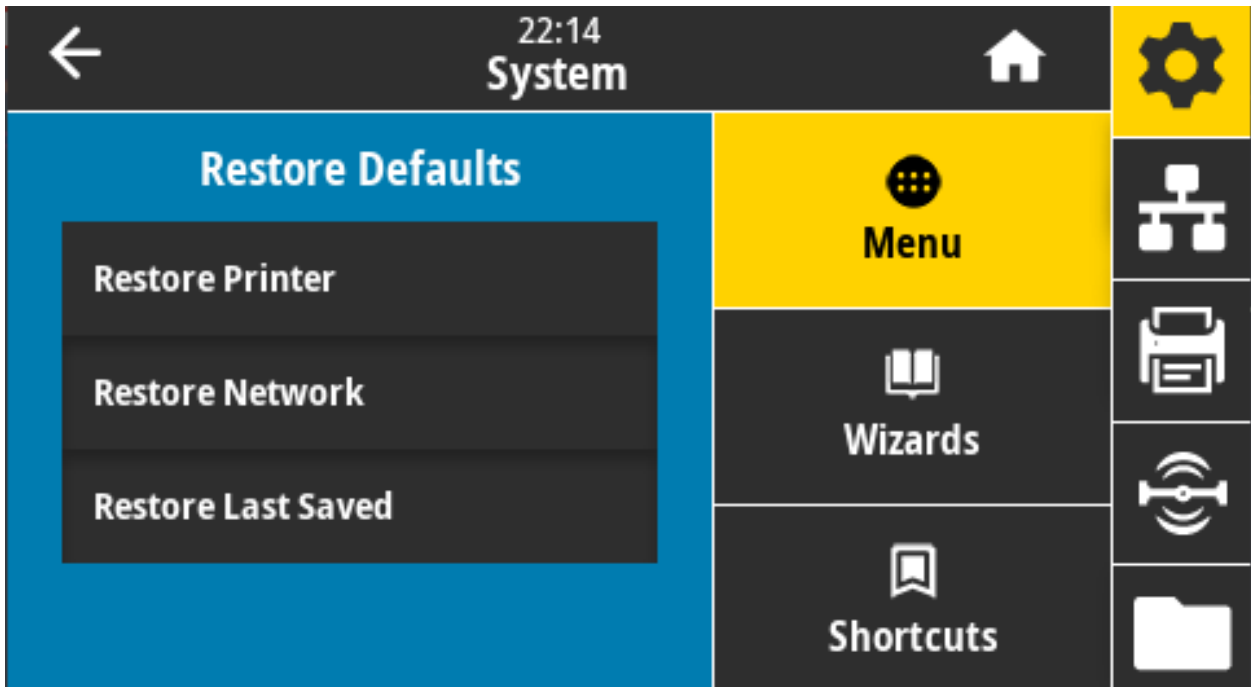 22:14
System
Restore Defaults
Restore Printer
Restore Network
Restore Last Saved
Menu
Wizards
Shortcuts